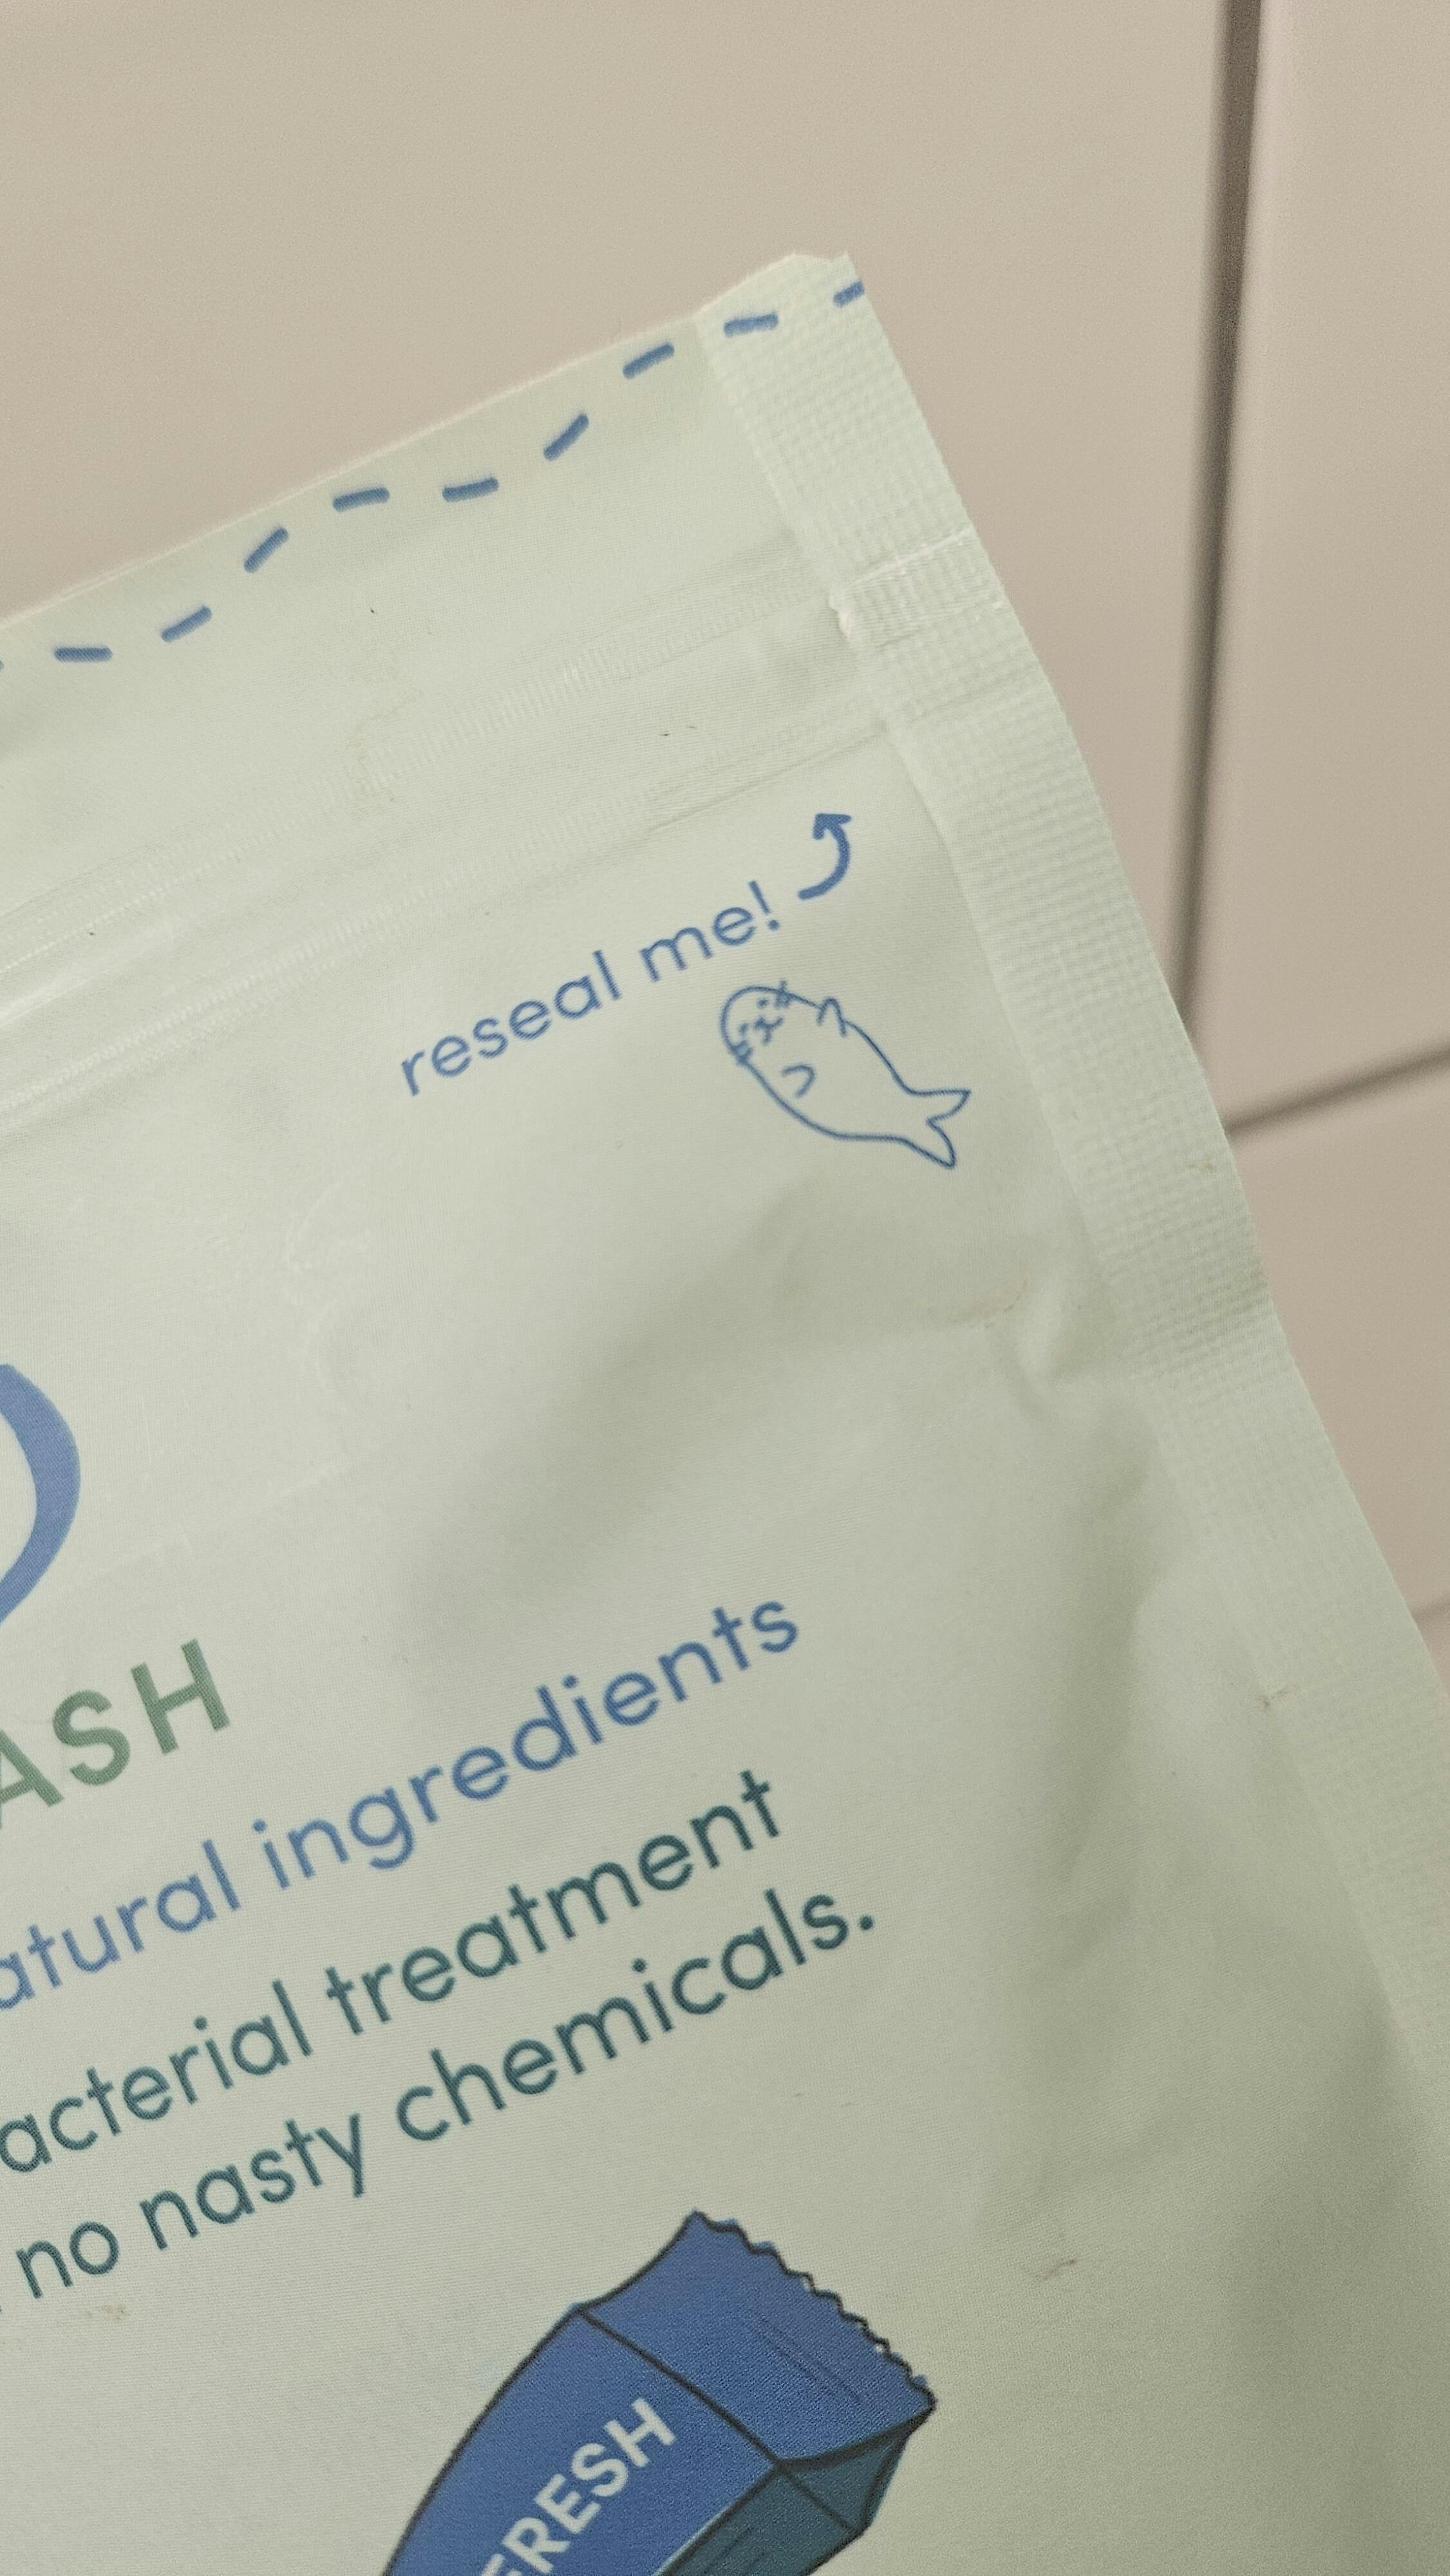 reseal me!
ASH
atural ingredients
acterial treatment
no nasty chemicals.
FRESH